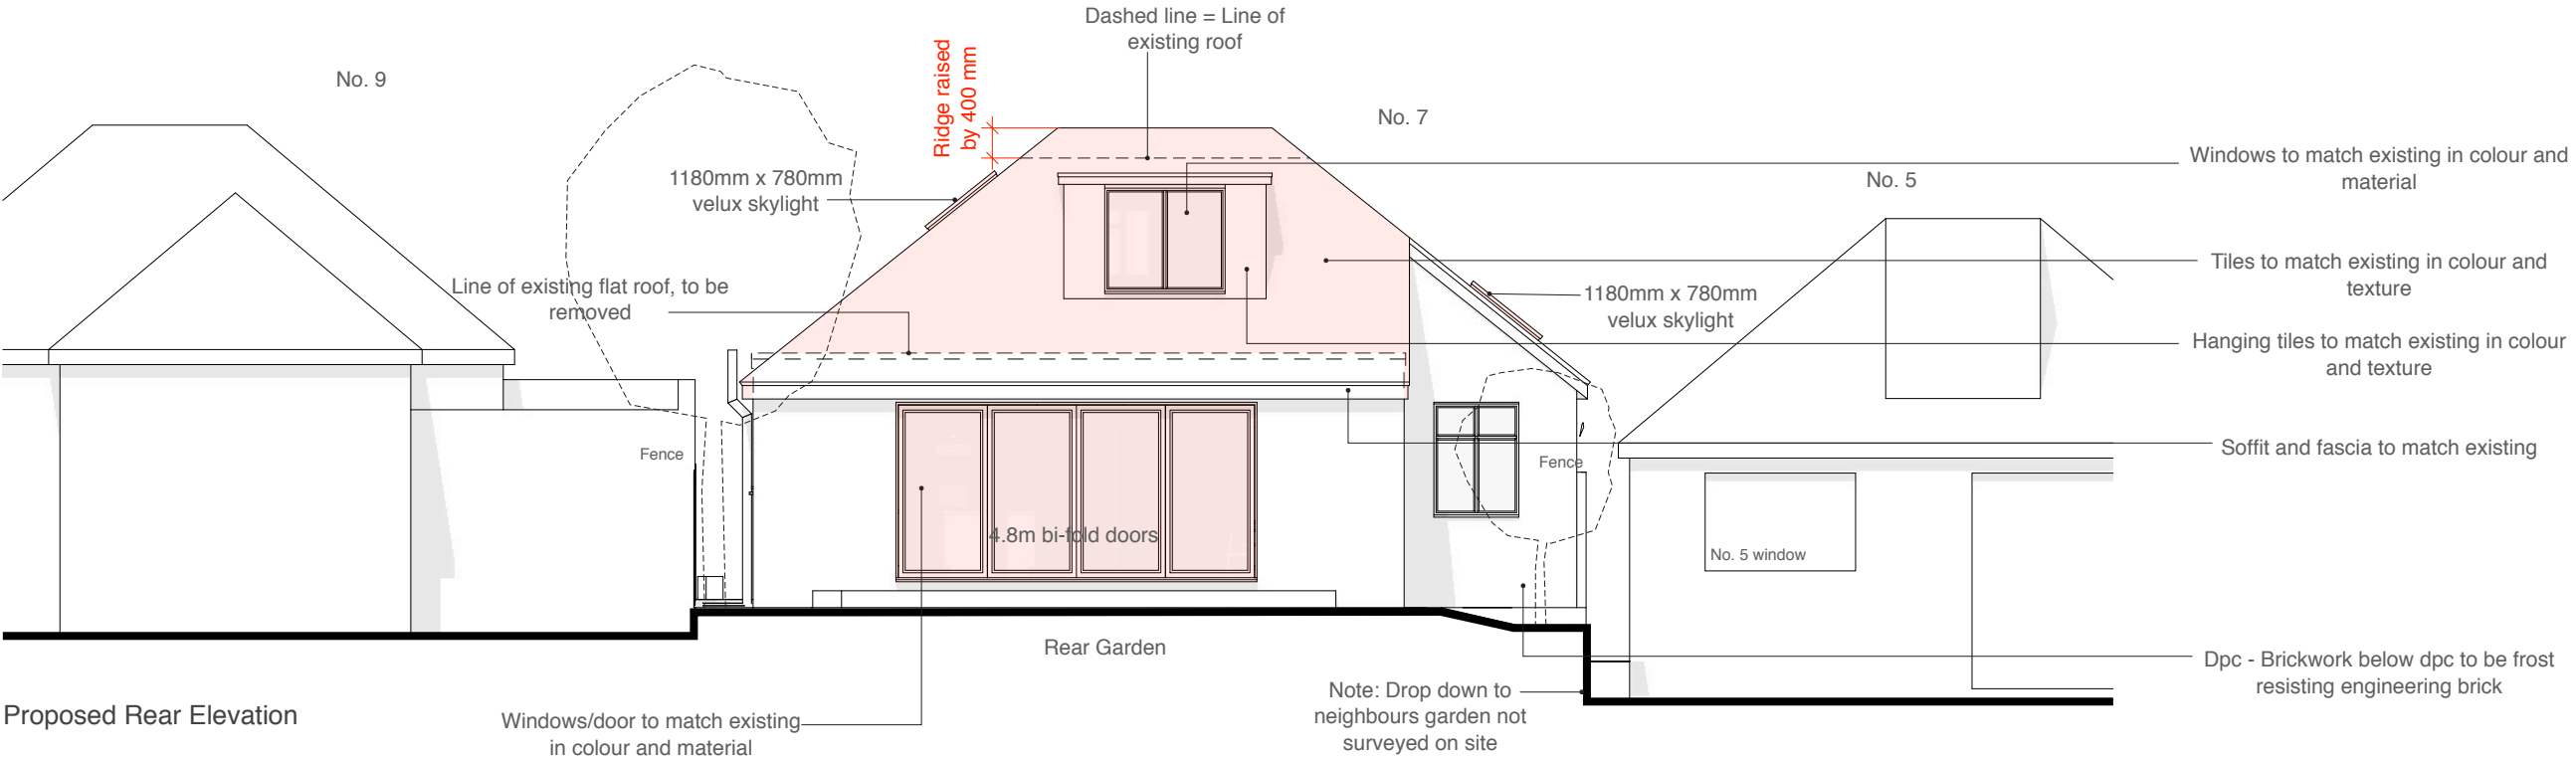 Dashed line = Line of
existing roof
Ridge raised
by 400 mm
No. 9
No. 7
No. 5
1180mm x 780mm
velux skylight
Windows to match existing in colour and
material
Line of existing flat roof, to be
removed
1180mm x 780mm
velux skylight
Tiles to match existing in colour and
texture
Hanging tiles to match existing in colour
and texture
Fence
Fence
Soffit and fascia to match existing
4.8m bi-fold doors
No. 5 window
Rear Garden
Dpc - Brickwork below dpc to be frost
resisting engineering brick
Proposed Rear Elevation
Windows/door to match existing
in colour and material
Note: Drop down to
neighbours garden not
surveyed on site